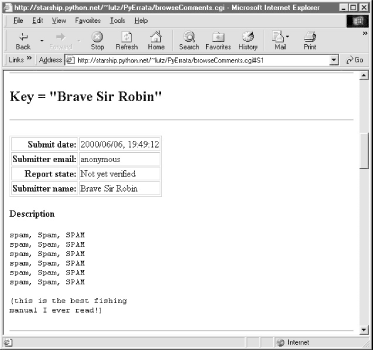 http://starship.python.net/~lutz/PyErrata/browseComments.cgi - Microsoft Internet Explorer
File Edit View Favorites Tools Help
Back Forward Stop Refresh Home Search Favorites History Mail Print
Links » Address http://starship.python.net/~lutz/PyErrata/browseComments.cgi#S1 Go
Key = "Brave Sir Robin"
Submit date: 2000/06/06, 19:49:12
Submitter email: anonymous
Report state: Not yet verified
Submitter name: Brave Sir Robin
Description
spam, Spam, SPAM
spam, Spam, SPAM
spam, Spam, SPAM
spam, Spam, SPAM
spam, Spam, SPAM
spam, Spam, SPAM
(this is the best fishing
manual I ever read!)
Internet